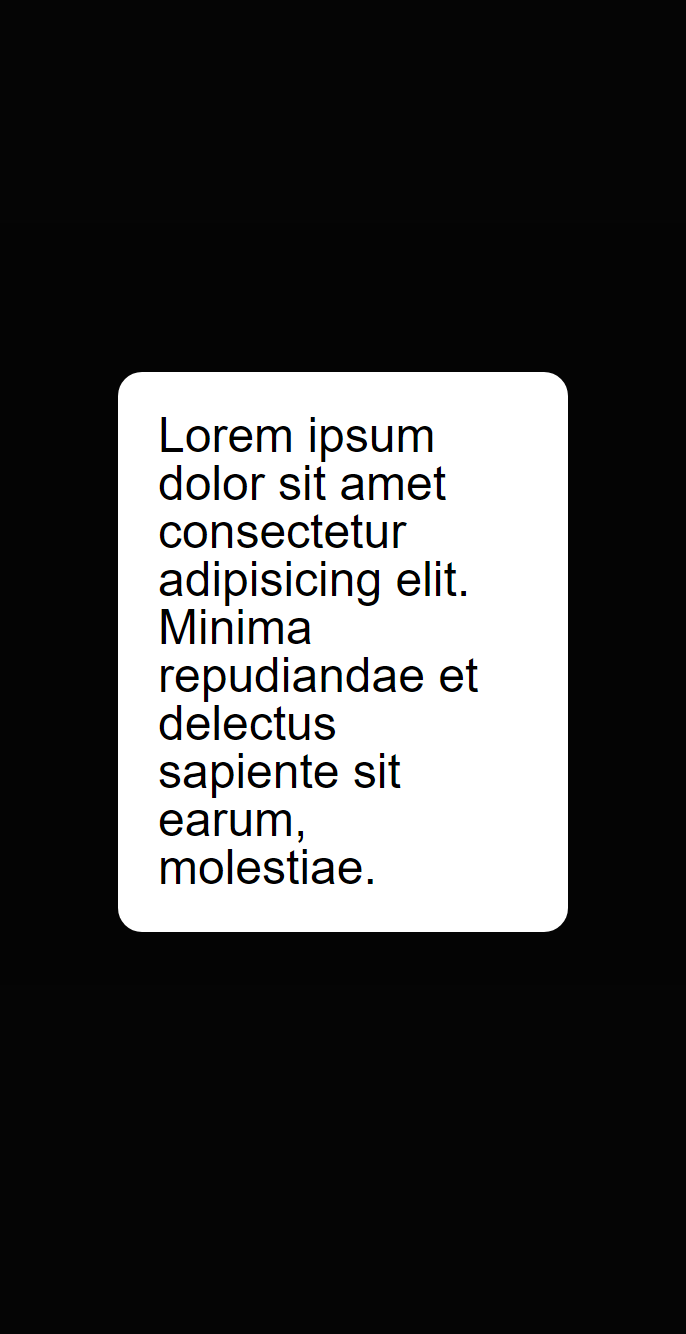 Lorem ipsum
dolor sit amet
consectetur
adipisicing elit.
Minima
repudiandae et
delectus
sapiente sit
earum,
molestiae.